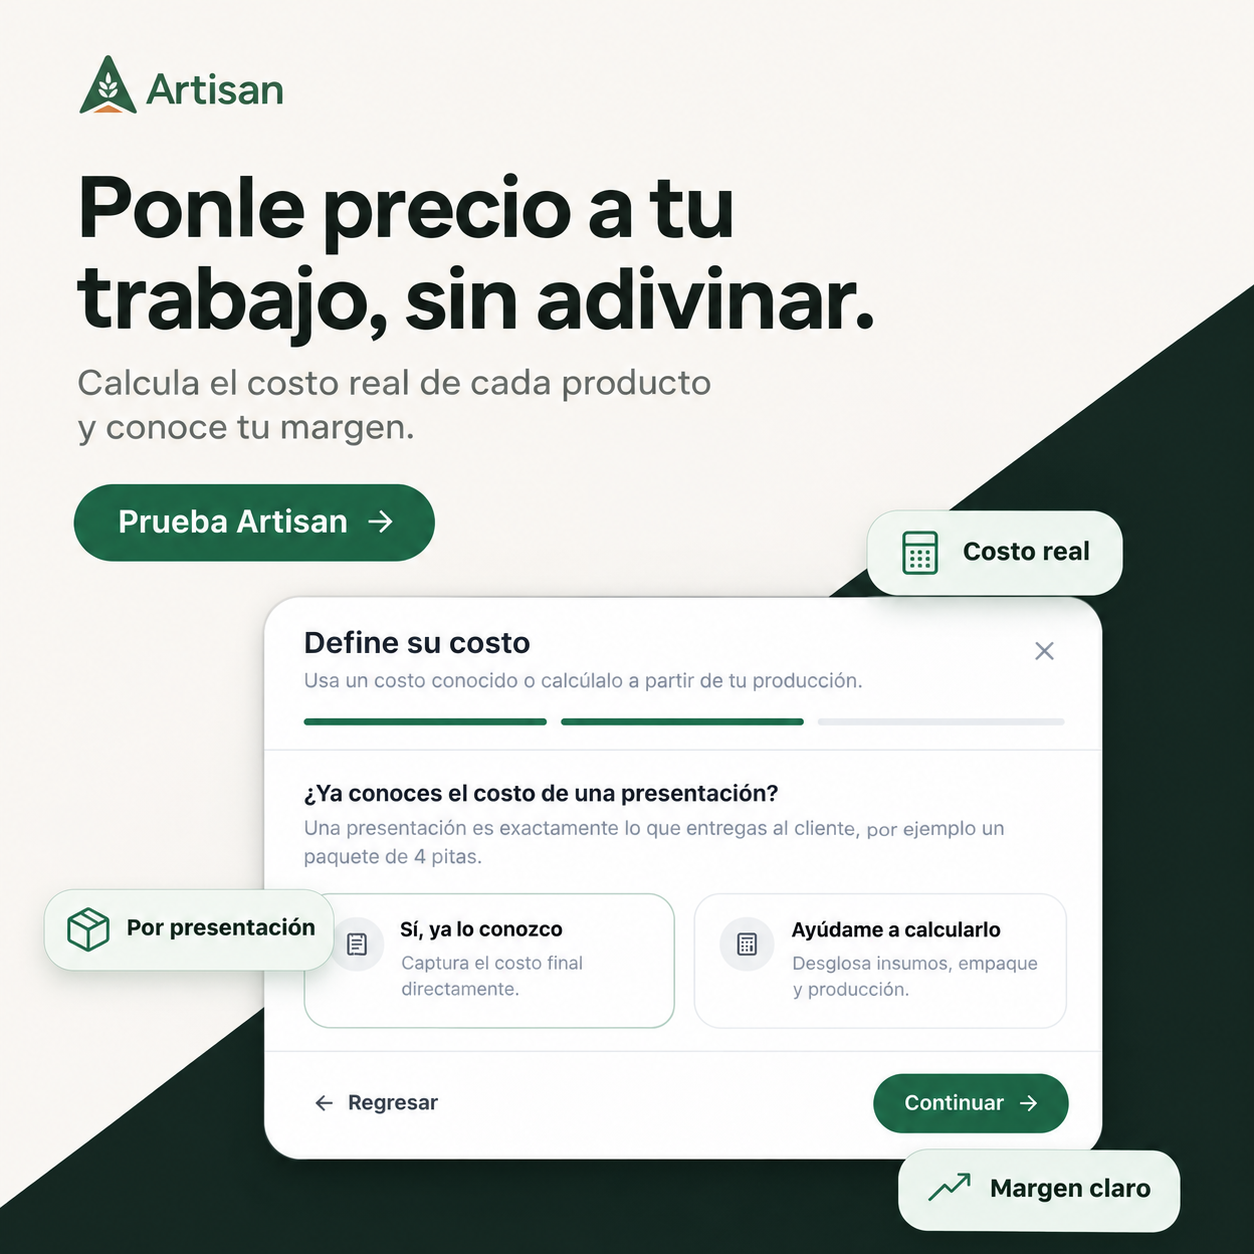 Artisan
Ponle precio a tu
trabajo, sin adivinar.
Calcula el costo real de cada producto
y conoce tu margen.
Prueba Artisan →
Costo real
Define su costo
Usa un costo conocido o calcúlalo a partir de tu producción.
¿Ya conoces el costo de una presentación?
Una presentación es exactamente lo que entregas al cliente, por ejemplo un
paquete de 4 pitas.
Por presentación
Sí, ya lo conozco
Captura el costo final
directamente.
Ayúdame a calcularlo
Desglosa insumos, empaque
y producción.
← Regresar
Continuar →
Margen claro